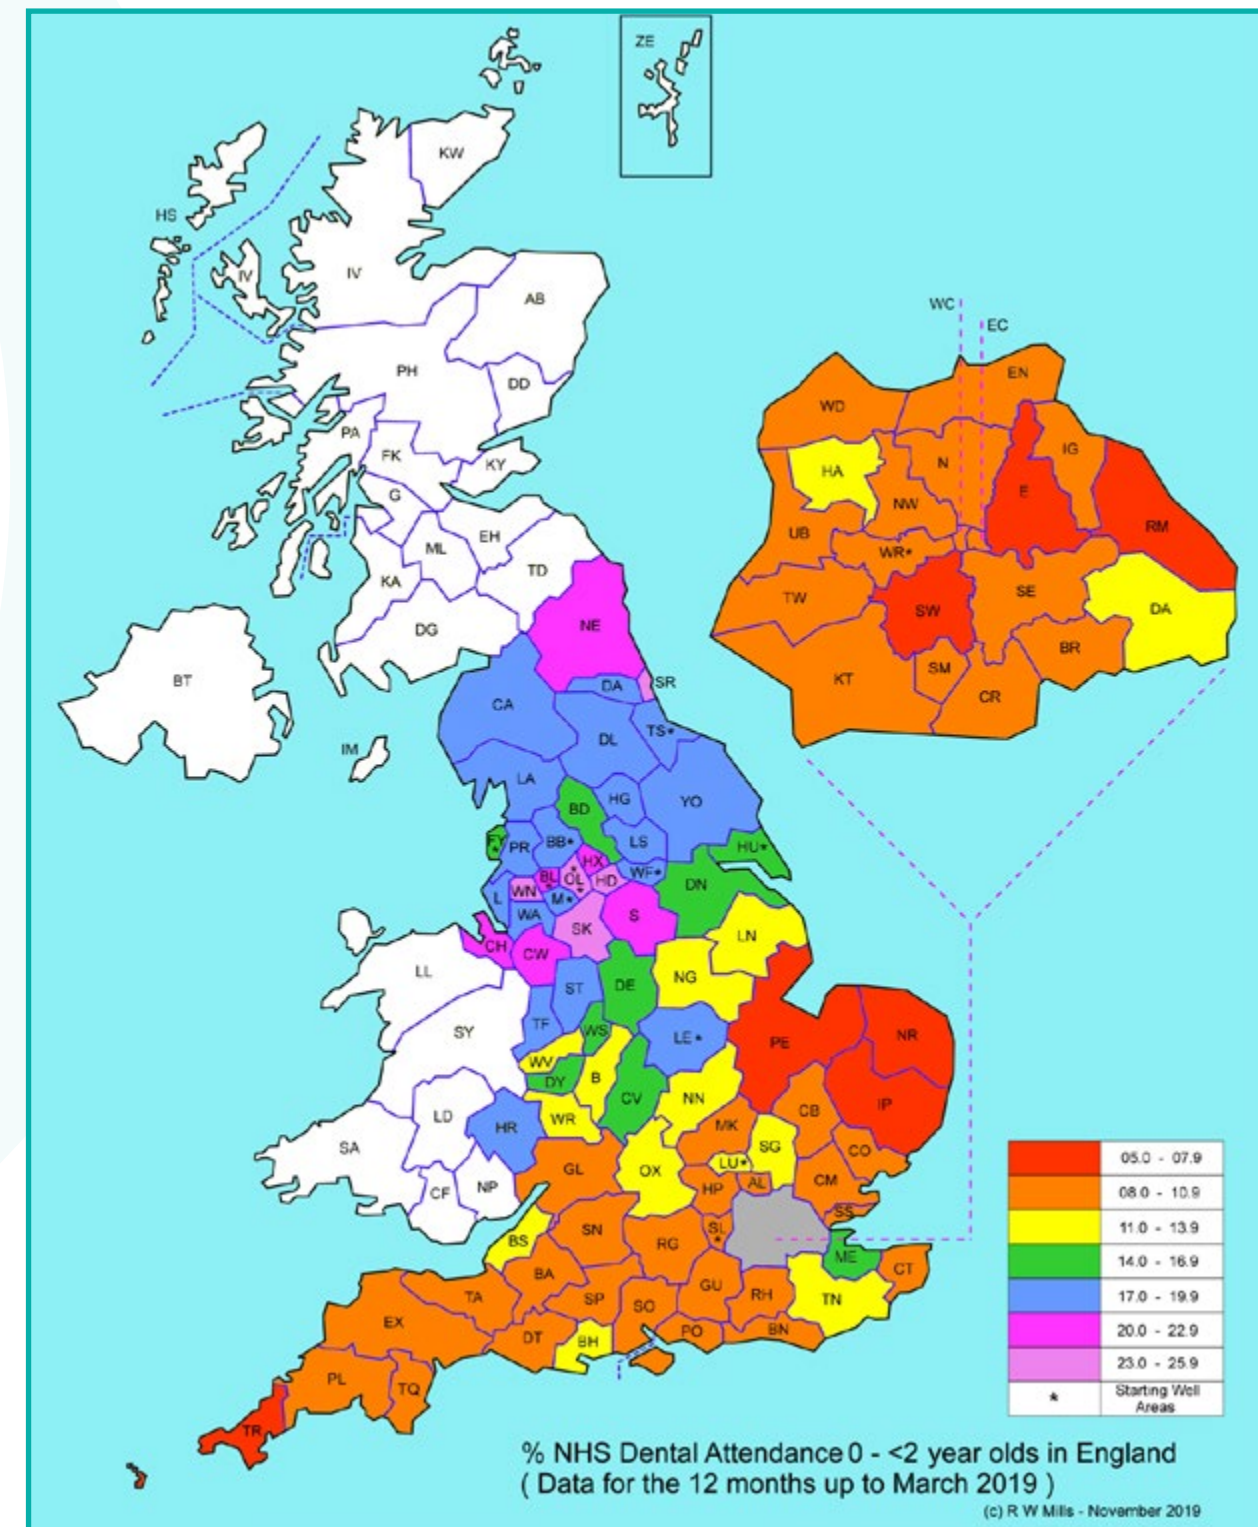 ZE
KW
HS
IV
IV
AB
WC
EC
PH
DD
EN
WD
PA
FK
KY
IG
HA
N
G
E
NW
RM
EH
ML
UB
WR*
TD
KA
TW
SE
DA
SW
NE
DG
BR
BT
SM
KT
SR
DA
CR
CA
TS*
DL
IM
LA
HG
YO
BD
FY
*
PR
BB*
LS
HU*
HX
WF*
BL
*
*
OL
*
HD
WN
DN
L
M*
WA
S
SK
LN
CH
CW
LL
NG
ST
DE
TF
WS
SY
LE*
PE
NR
WV
B
DY
NN
CV
IP
CB
LD
WR
MK
HR
SG
SA
CO
LU*
GL
OX
CM
NP
HP
AL
CF
SS
SL
*
SN
BS
RG
ME
CT
BA
GU
TA
RH
TN
SP
SO
EX
PO
BN
DT
BH
PL
TQ
TR
05.0 - 07.9
08.0 - 10.9
11.0 - 13.9
14.0 - 16.9
17.0 - 19.9
20.0 - 22.9
23.0 - 25.9
* Starting Well
Areas
% NHS Dental Attendance 0 - <2 year olds in England
( Data for the 12 months up to March 2019 )
(c) R W Mills - November 2019